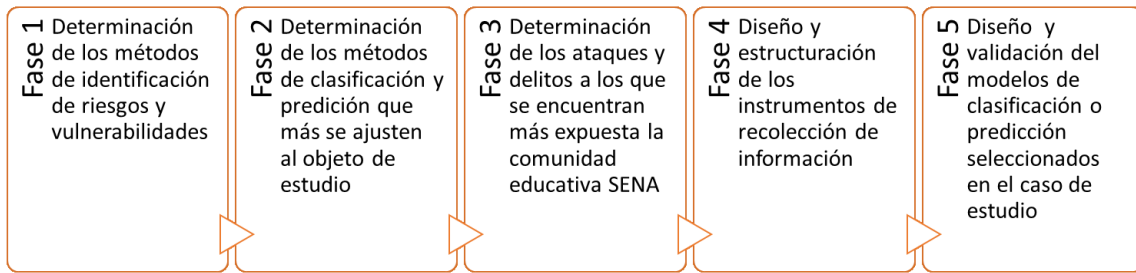 Fase 1
Determinación
de los métodos
de identificación
de riesgos y
vulnerabilidades
Fase 2
Determinación
de los métodos
de clasificación y
predición que
más se ajusten
al objeto de
estudio
Fase 3
Determinación
de los ataques y
delitos a los que
se encuentran
más expuesta la
comunidad
educativa SENA
Fase 4
Diseño y
estructuración
de los
instrumentos de
recolección de
información
Fase 5
Diseño y
validación del
modelos de
clasificación o
predicción
seleccionados
en el caso de
estudio